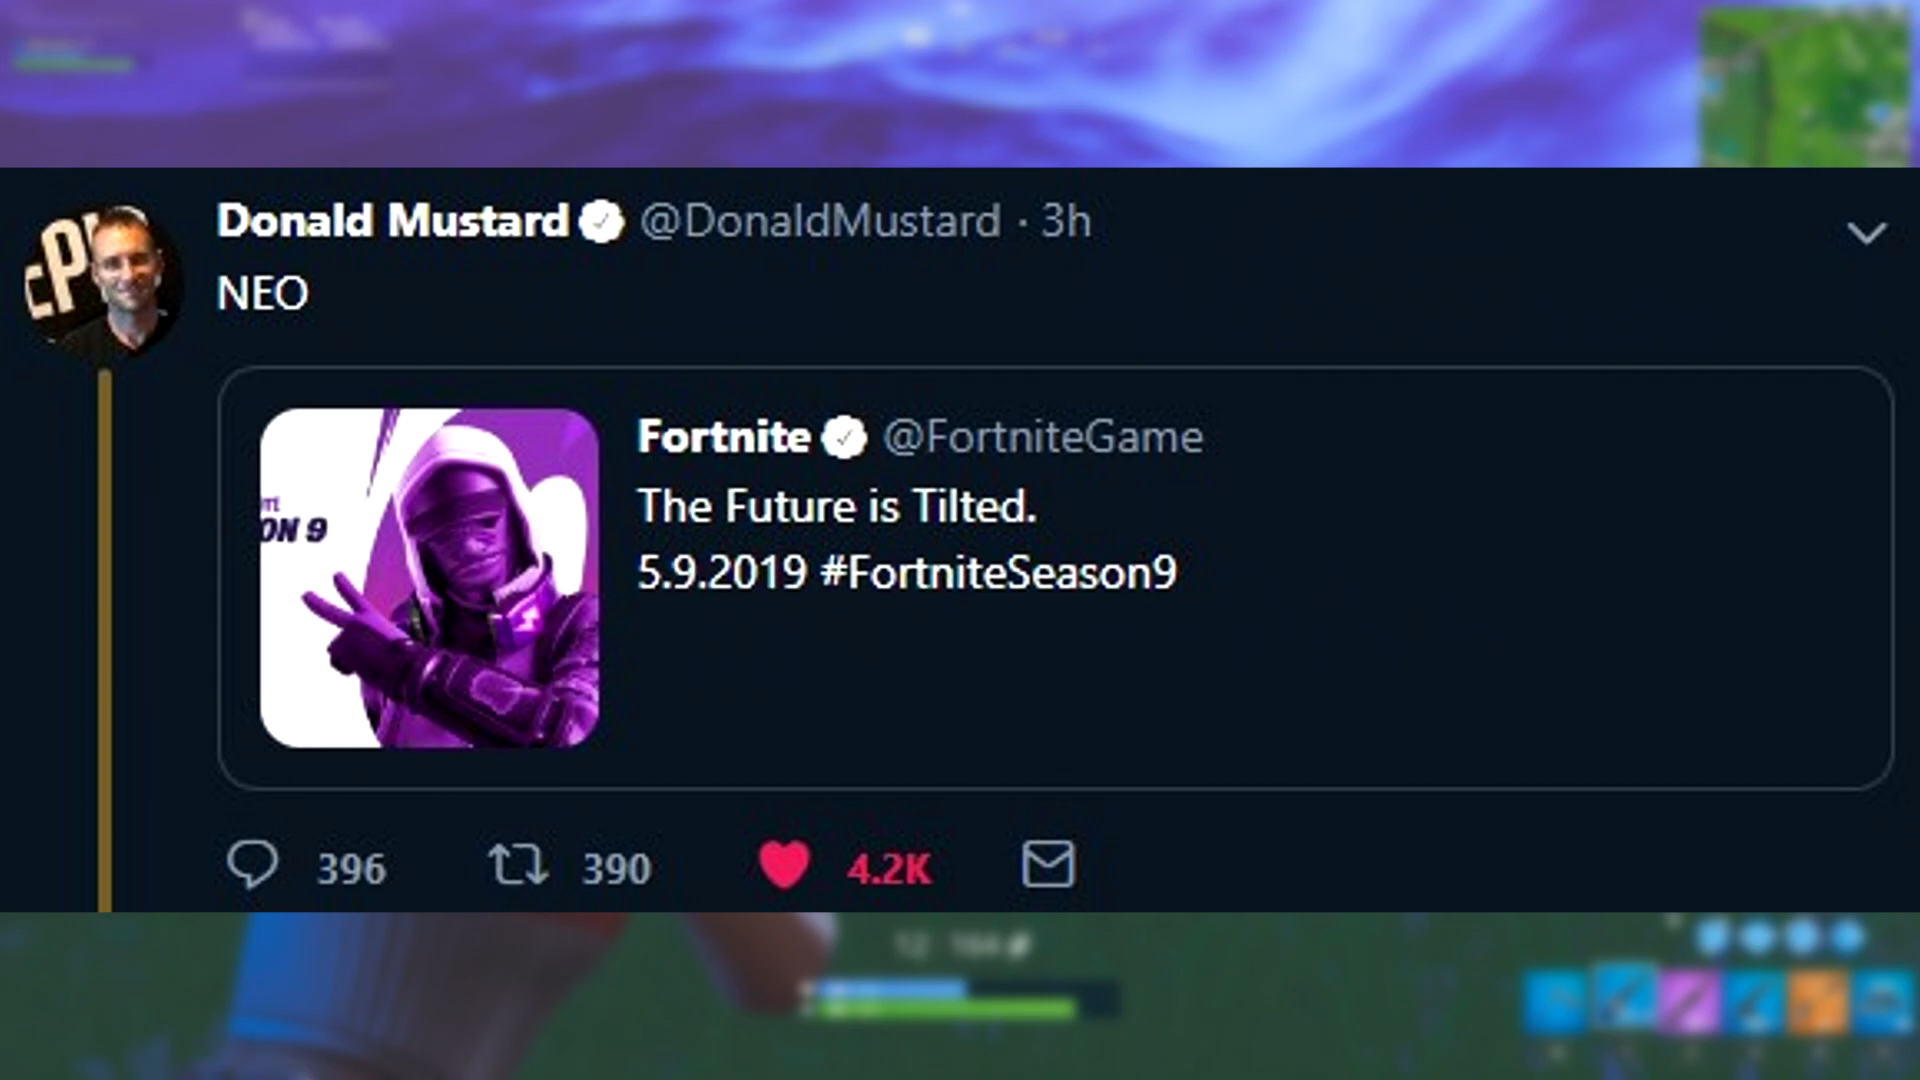 Donald Mustard @DonaldMustard · 3h
NEO
Fortnite @FortniteGame
The Future is Tilted.
5.9.2019 #FortniteSeason9
ON 9
396 390 4.2K